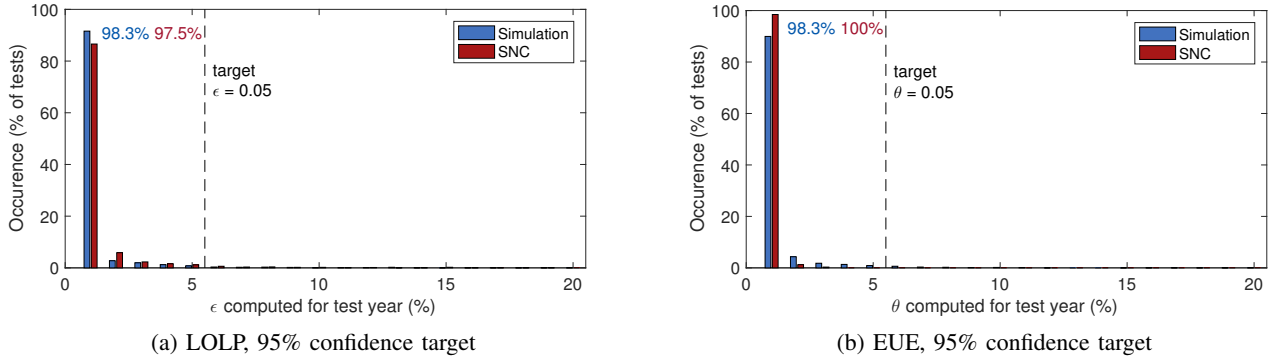 98.3% 97.5%
Simulation
SNC
target
ϵ = 0.05
100
80
60
40
20
0
Occurence (% of tests)
0 5 10 15 20
ϵ computed for test year (%)
(a) LOLP, 95% confidence target
98.3% 100%
Simulation
SNC
target
θ = 0.05
100
80
60
40
20
0
Occurence (% of tests)
0 5 10 15 20
θ computed for test year (%)
(b) EUE, 95% confidence target